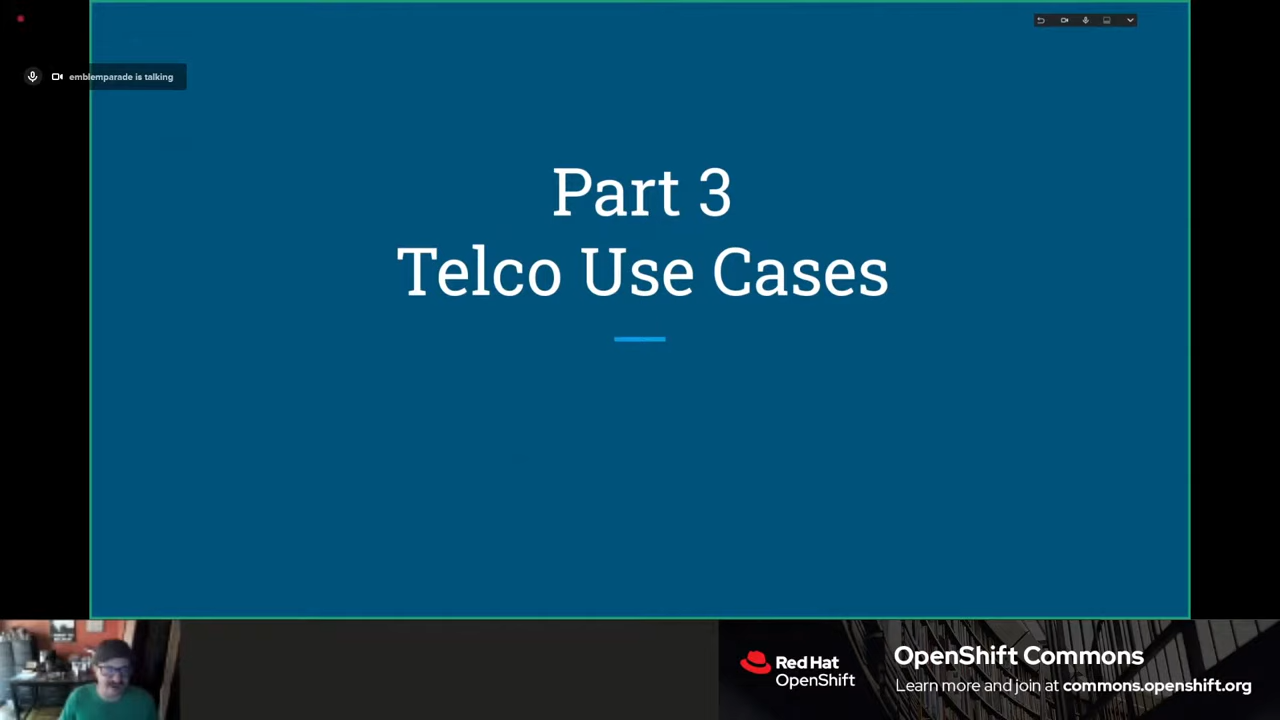 emblemparade is talking
Part 3
Telco Use Cases
Red Hat
OpenShift
OpenShift Commons
Learn more and join at commons.openshift.org